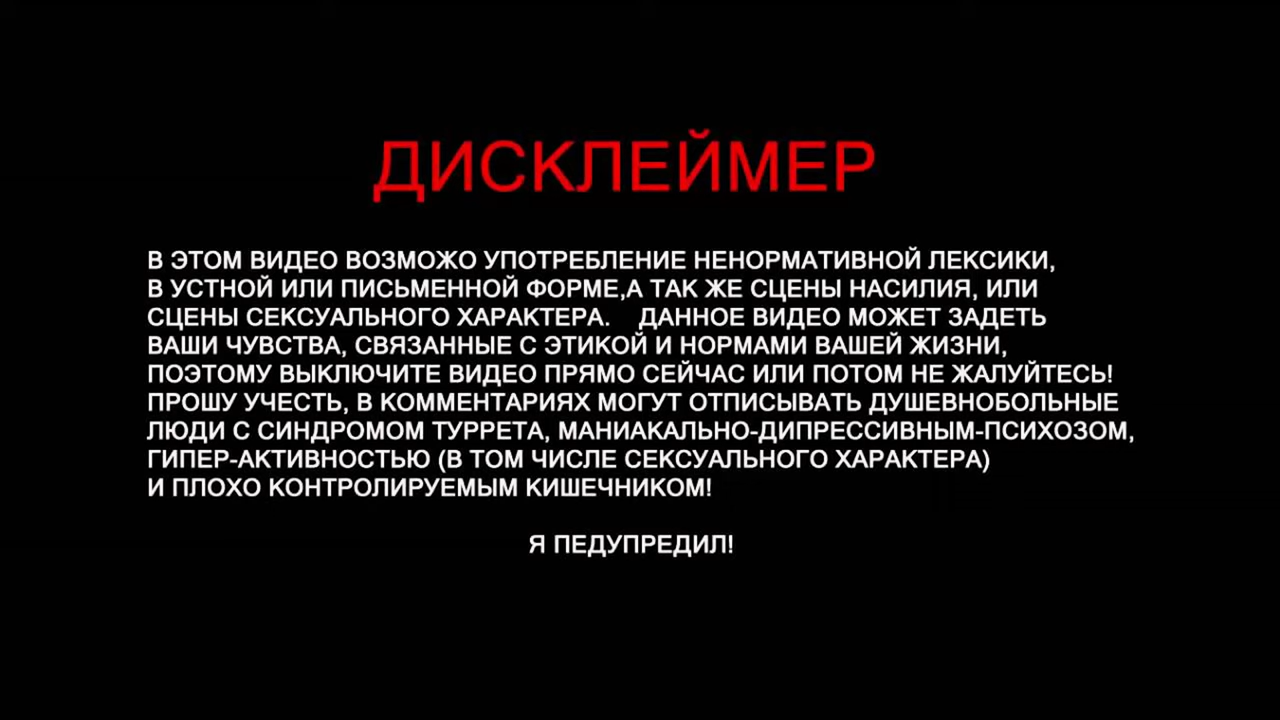 ДИСКЛЕЙМЕР
В ЭТОМ ВИДЕО ВОЗМОЖО УПОТРЕБЛЕНИЕ НЕНОРМАТИВНОЙ ЛЕКСИКИ,
В УСТНОЙ ИЛИ ПИСЬМЕННОЙ ФОРМЕ,А ТАК ЖЕ СЦЕНЫ НАСИЛИЯ, ИЛИ
СЦЕНЫ СЕКСУАЛЬНОГО ХАРАКТЕРА. ДАННОЕ ВИДЕО МОЖЕТ ЗАДЕТЬ
ВАШИ ЧУВСТВА, СВЯЗАННЫЕ С ЭТИКОЙ И НОРМАМИ ВАШЕЙ ЖИЗНИ,
ПОЭТОМУ ВЫКЛЮЧИТЕ ВИДЕО ПРЯМО СЕЙЧАС ИЛИ ПОТОМ НЕ ЖАЛУЙТЕСЬ!
ПРОШУ УЧЕСТЬ, В КОММЕНТАРИЯХ МОГУТ ОТПИСЫВАТЬ ДУШЕВНОБОЛЬНЫЕ
ЛЮДИ С СИНДРОМОМ ТУРРЕТА, МАНИАКАЛЬНО-ДИПРЕССИВНЫМ-ПСИХОЗОМ,
ГИПЕР-АКТИВНОСТЬЮ (В ТОМ ЧИСЛЕ СЕКСУАЛЬНОГО ХАРАКТЕРА)
И ПЛОХО КОНТРОЛИРУЕМЫМ КИШЕЧНИКОМ!
Я ПЕДУПРЕДИЛ!